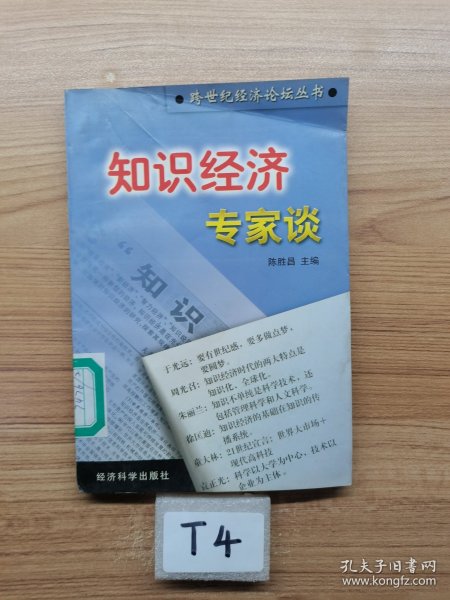 ● 跨世纪经济论坛丛书 ●
知识经济
专家谈
陈胜昌 主编
“知识
于光远：要有世纪感，要多做点梦，
要圆梦。
周光召：知识经济时代的两大特点是
知识化、全球化。
朱丽兰：知识不单纯是科学技术，还
包括管理科学和人文科学。
徐匡迪：知识经济的基础在知识的传
播系统。
童大林：21世纪宣言：世界大市场＋
现代高科技
袁正光：科学以大学为中心，技术以
企业为主体。
经济科学出版社
T4
孔夫子旧书网
www.kongfz.com